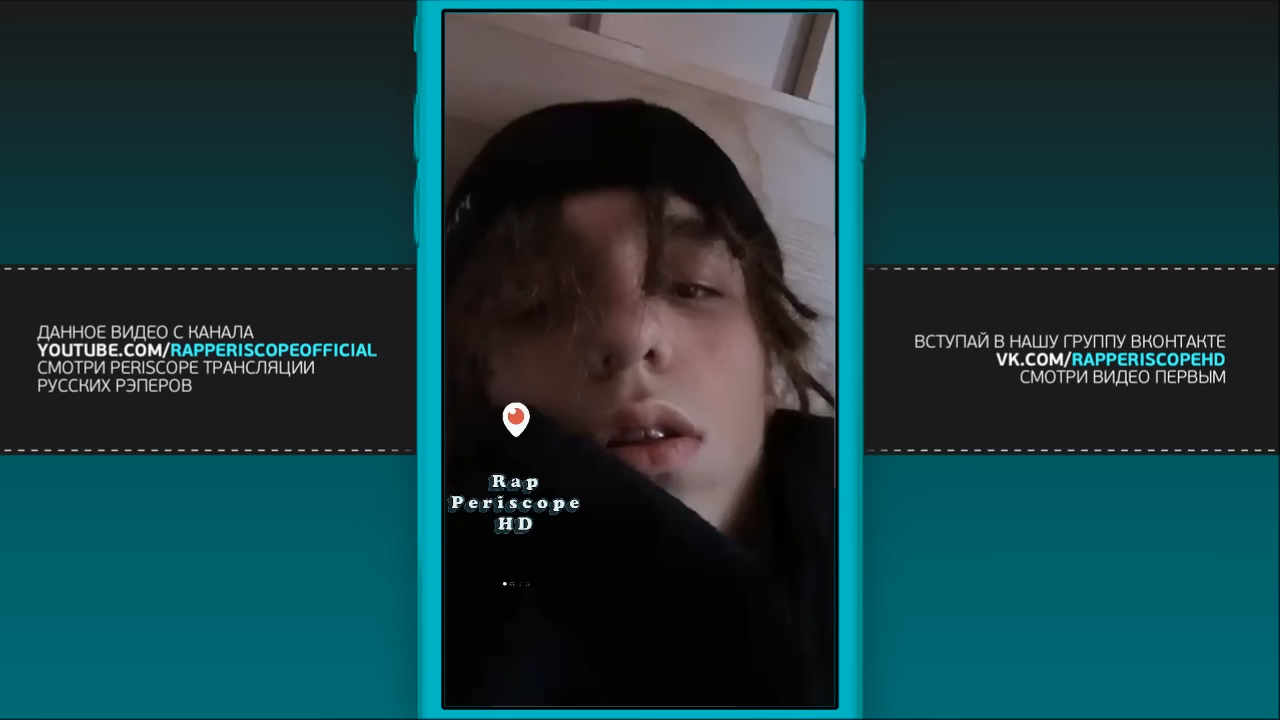 ДАННОЕ ВИДЕО С КАНАЛА
YOUTUBE.COM/RAPPERISCOPEOFFICIAL
СМОТРИ PERISCOPE ТРАНСЛЯЦИИ
РУССКИХ РЭПЕРОВ
Rap
Periscope
HD
ВСТУПАЙ В НАШУ ГРУППУ ВКОНТАКТЕ
VK.COM/RAPPERISCOPEHD
СМОТРИ ВИДЕО ПЕРВЫМ